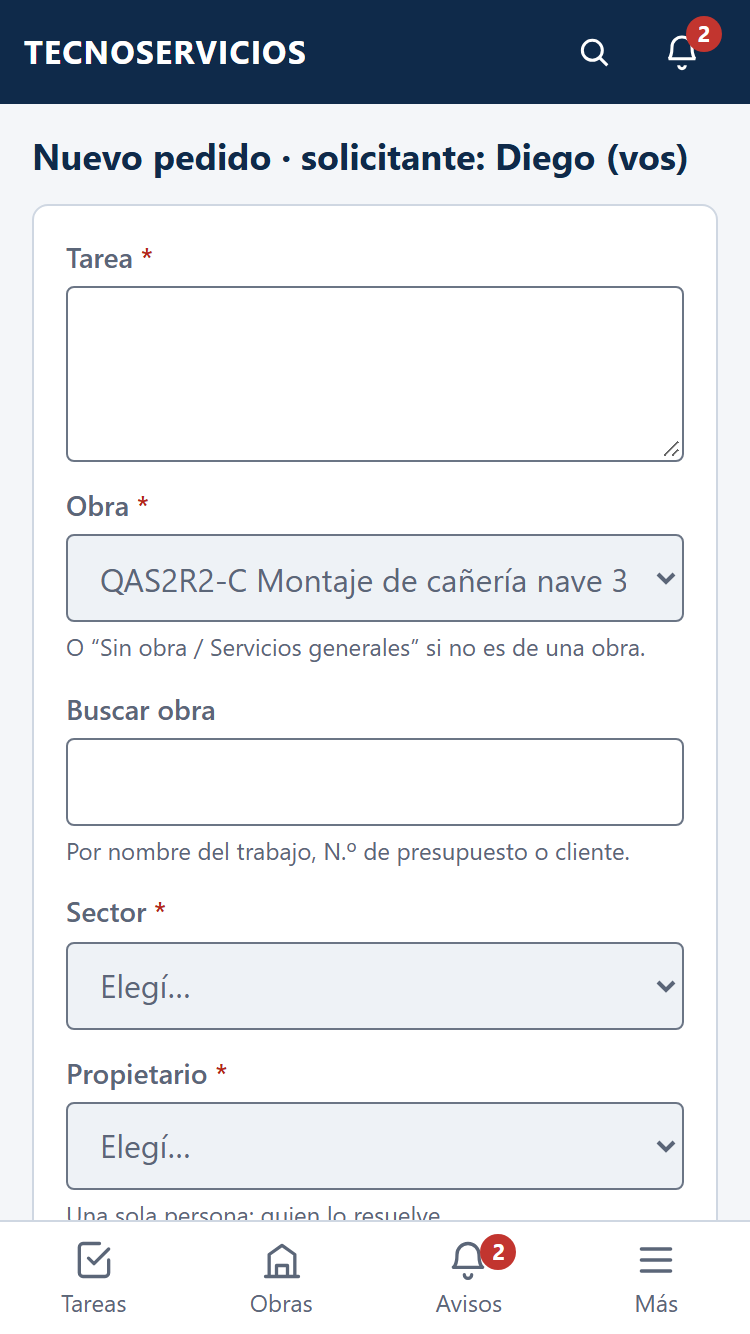 TECNOSERVICIOS
2
Nuevo pedido · solicitante: Diego (vos)
Tarea *
Obra *
QAS2R2-C Montaje de cañería nave 3
O “Sin obra / Servicios generales” si no es de una obra.
Buscar obra
Por nombre del trabajo, N.º de presupuesto o cliente.
Sector *
Elegí...
Propietario *
Elegí...
Una sola persona: quien lo resuelve
2
Tareas
Obras
Avisos
Más